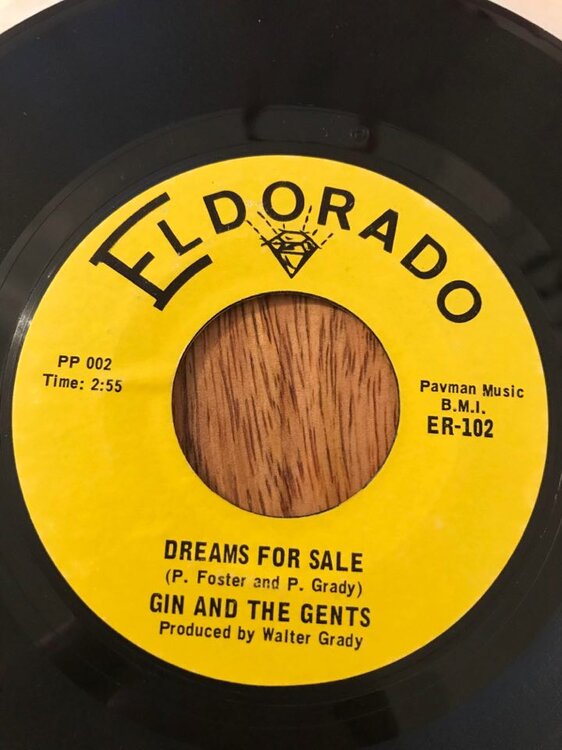 ELDORADO
PP 002
Time: 2:55
Pavman Music
B.M.I.
ER-102
DREAMS FOR SALE
(P. Foster and P. Grady)
GIN AND THE GENTS
Produced by Walter Grady